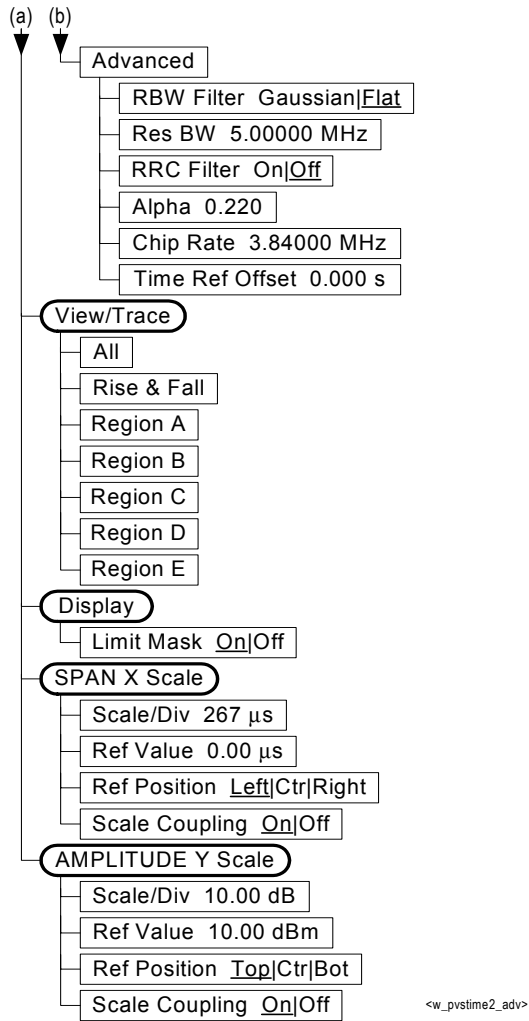 (a) (b)
Advanced
RBW Filter Gaussian|Flat
Res BW 5.00000 MHz
RRC Filter On|Off
Alpha 0.220
Chip Rate 3.84000 MHz
Time Ref Offset 0.000 s
View/Trace
All
Rise & Fall
Region A
Region B
Region C
Region D
Region E
Display
Limit Mask On|Off
SPAN X Scale
Scale/Div 267 μs
Ref Value 0.00 μs
Ref Position Left|Ctr|Right
Scale Coupling On|Off
AMPLITUDE Y Scale
Scale/Div 10.00 dB
Ref Value 10.00 dBm
Ref Position Top|Ctr|Bot
Scale Coupling On|Off
<w_pvstime2_adv>